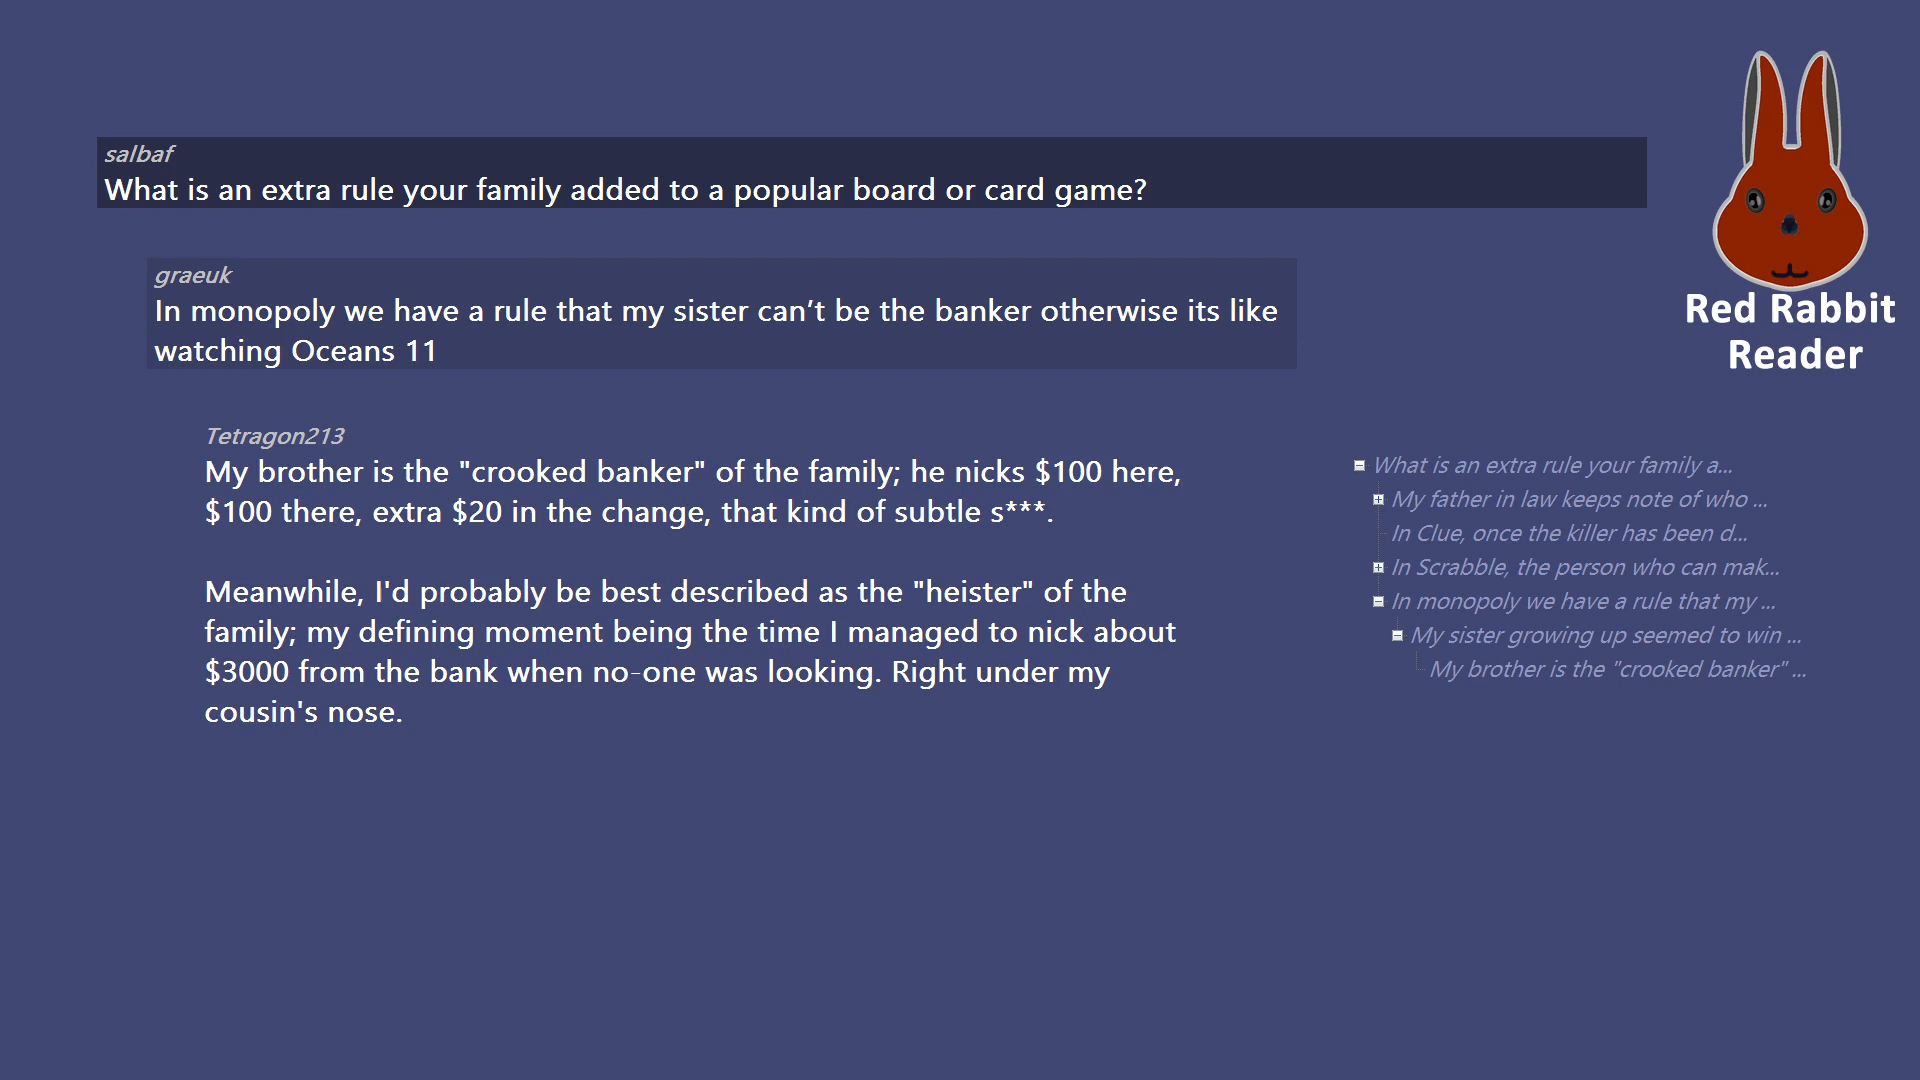 salbaf
What is an extra rule your family added to a popular board or card game?
graeuk
In monopoly we have a rule that my sister can’t be the banker otherwise its like
watching Oceans 11
Tetragon213
My brother is the "crooked banker" of the family; he nicks $100 here,
$100 there, extra $20 in the change, that kind of subtle s***.
Meanwhile, I'd probably be best described as the "heister" of the
family; my defining moment being the time I managed to nick about
$3000 from the bank when no-one was looking. Right under my
cousin's nose.
Red Rabbit
Reader
What is an extra rule your family a...
My father in law keeps note of who ...
In Clue, once the killer has been d...
In Scrabble, the person who can mak...
In monopoly we have a rule that my ...
My sister growing up seemed to win ...
My brother is the "crooked banker" ...